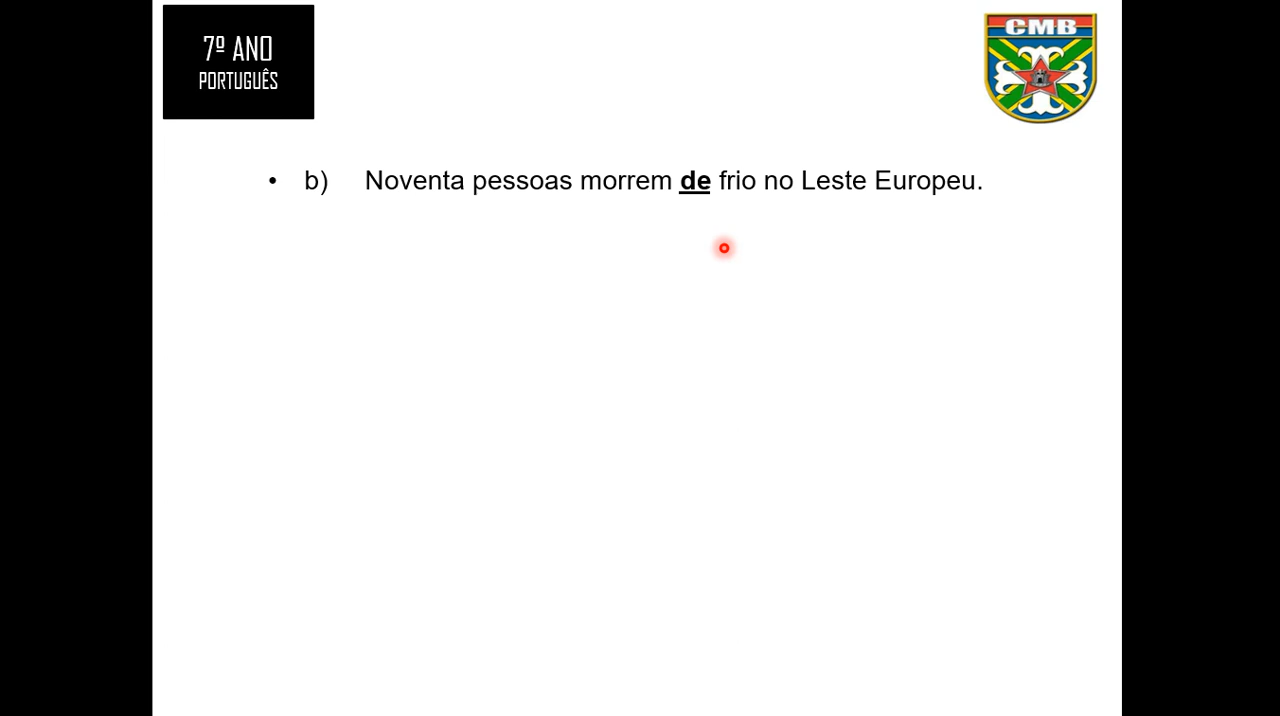 7º ANO
PORTUGUÊS
CMB
• b) Noventa pessoas morrem de frio no Leste Europeu.